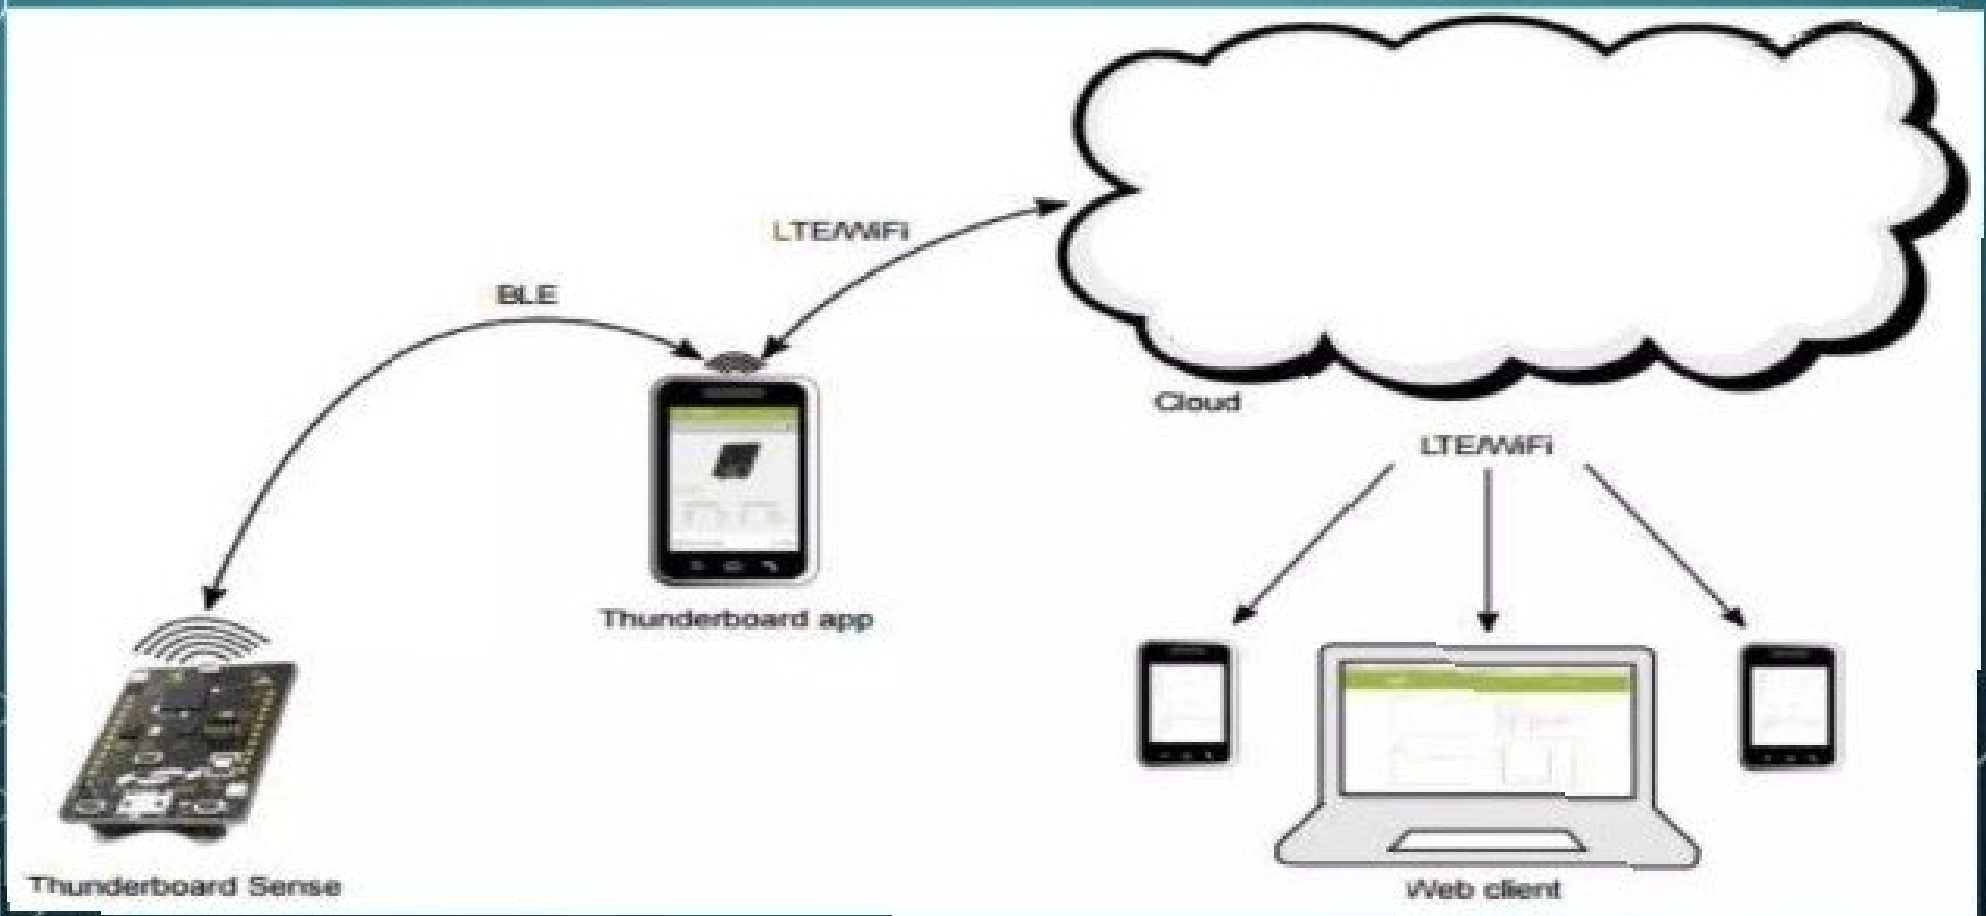 LTE/WiFi
BLE
Cloud
LTE/WiFi
Thunderboard app
Thunderboard Sense
Web client